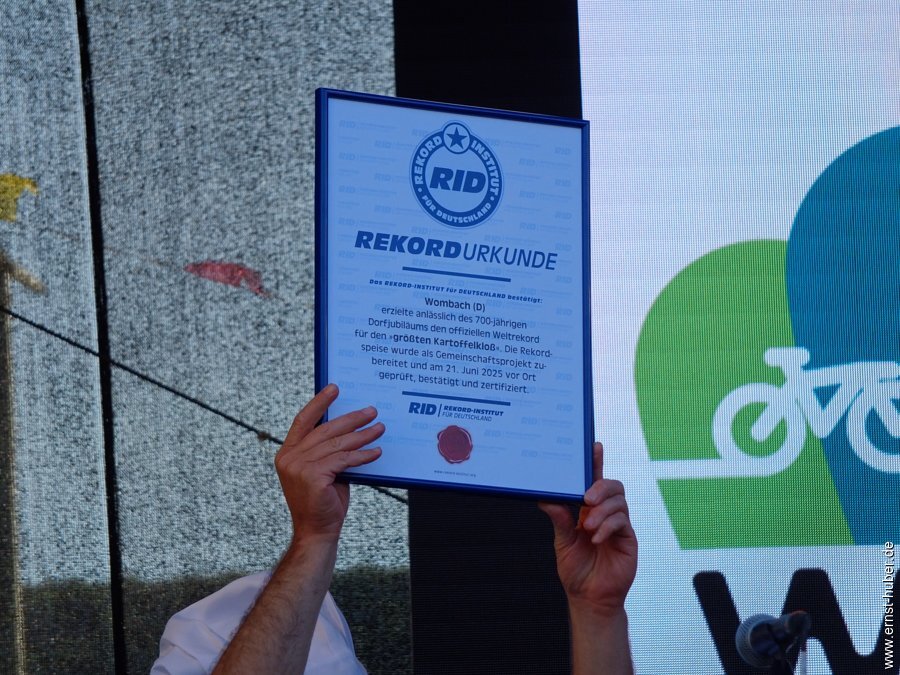 REKORD INSTITUT
RID
FÜR DEUTSCHLAND
REKORDURKUNDE
Das REKORD-INSTITUT für DEUTSCHLAND bestätigt:
Wombach (D)
erzielte anlässlich des 700-jährigen
Dorfjubiläums den offiziellen Weltrekord
für den »größten Kartoffelkloß«. Die Rekord-
speise wurde als Gemeinschaftsprojekt zu-
bereitet und am 21. Juni 2025 vor Ort
geprüft, bestätigt und zertifiziert.
RID REKORD-INSTITUT
FÜR DEUTSCHLAND
W
www.ernst-huber.de